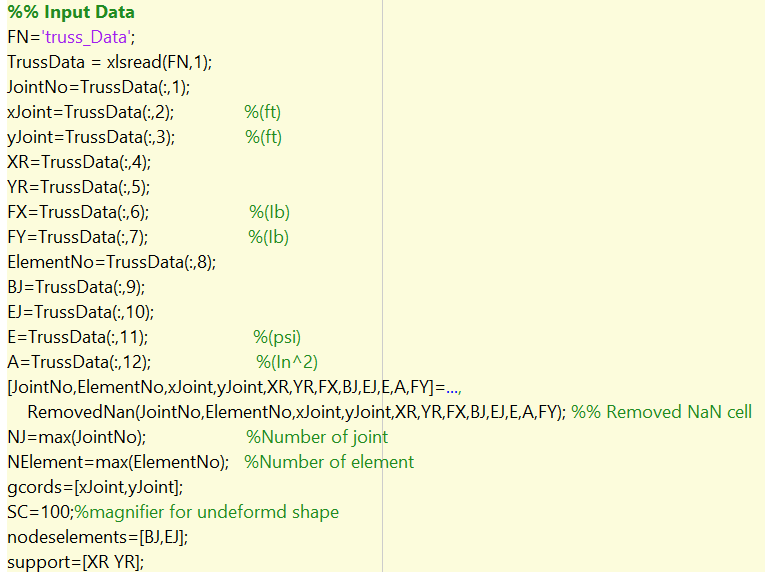 %% Input Data
FN='truss_Data';
TrussData = xlsread(FN,1);
JointNo=TrussData(:,1);
xJoint=TrussData(:,2); %(ft)
yJoint=TrussData(:,3); %(ft)
XR=TrussData(:,4);
YR=TrussData(:,5);
FX=TrussData(:,6); %(lb)
FY=TrussData(:,7); %(lb)
ElementNo=TrussData(:,8);
BJ=TrussData(:,9);
EJ=TrussData(:,10);
E=TrussData(:,11); %(psi)
A=TrussData(:,12); %(In^2)
[JointNo,ElementNo,xJoint,yJoint,XR,YR,FX,BJ,EJ,E,A,FY]=...,
RemovedNan(JointNo,ElementNo,xJoint,yJoint,XR,YR,FX,BJ,EJ,E,A,FY); %% Removed NaN cell
NJ=max(JointNo); %Number of joint
NElement=max(ElementNo); %Number of element
gcords=[xJoint,yJoint];
SC=100;%magnifier for undeformd shape
nodeselements=[BJ,EJ];
support=[XR YR];